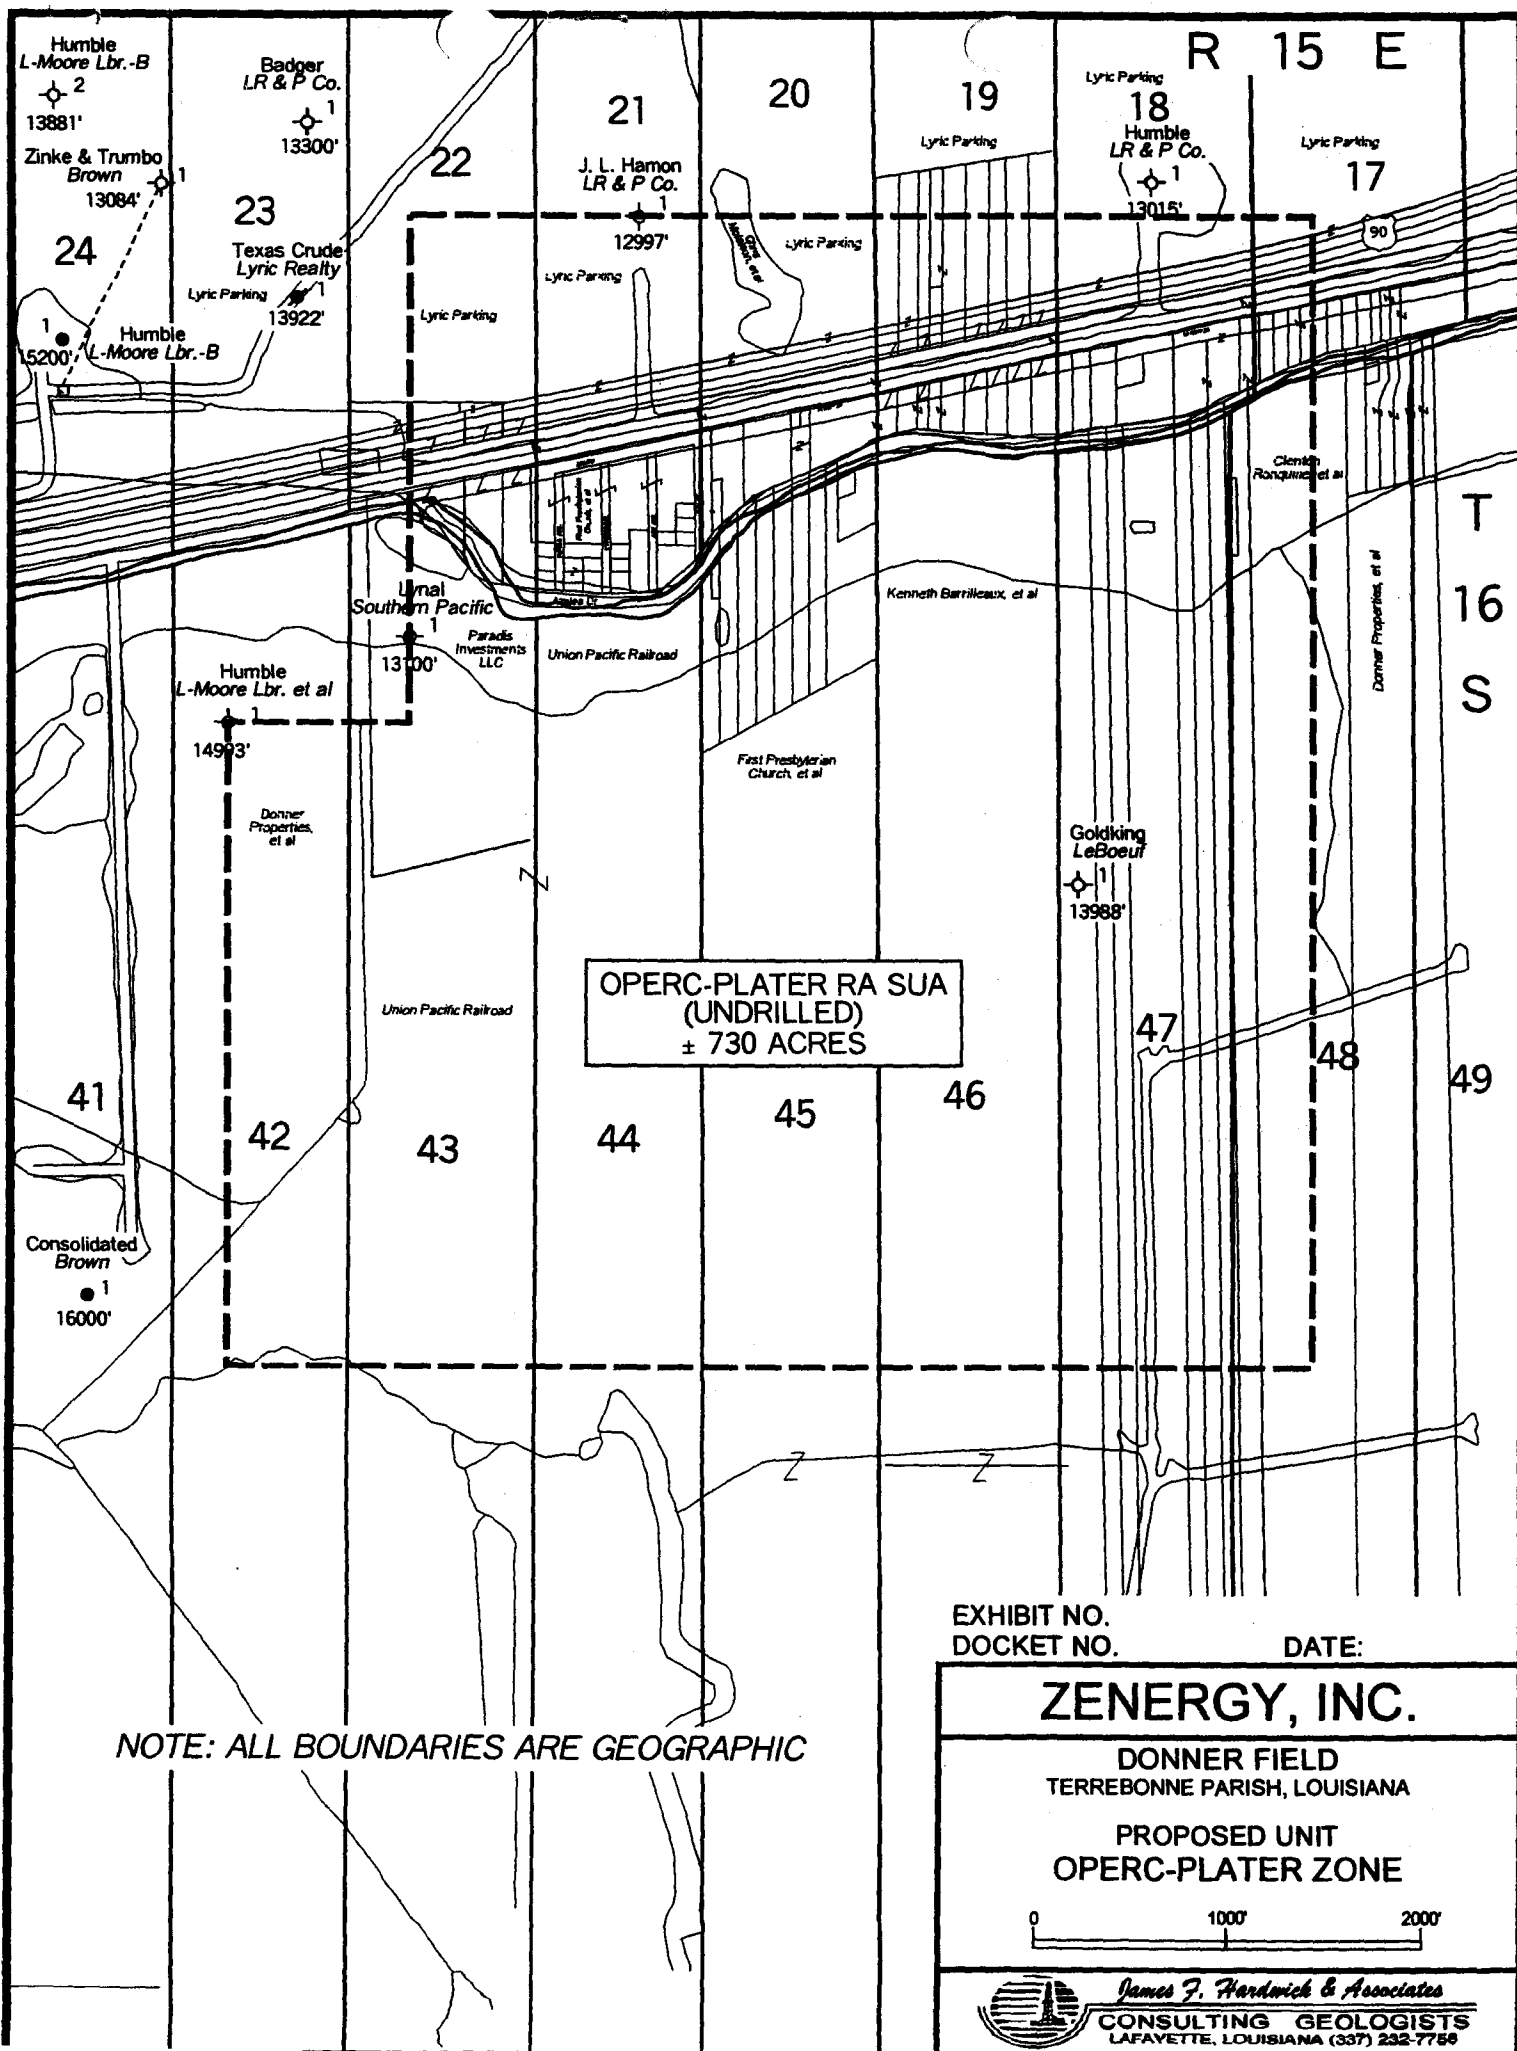 R 15 E
Humble
L-Moore Lbr.-B
2
13881'
Badger
LR & P Co.
1
13300'
Zinke & Trumbo
Brown
1
13084'
24
23
22
21
20
19
Lyric Parking
18
Humble
LR & P Co.
1
13015'
Lyric Parking
Lyric Parking
17
J. L. Hamon
LR & P Co.
1
12997'
90
Texas Crude
Lyric Realty
1
13922'
Lyric Parking
Lyric Parking
Lyric Parking
Lyric Parking
1
15200'
Humble
L-Moore Lbr.-B
T
16
S
First Presbyterian
Church, et al
Donner Properties, et al
Lynal
Southern Pacific
1
13100'
Paradis
Investments
LLC
Union Pacific Railroad
Kenneth Barrilleaux, et al
Humble
L-Moore Lbr. et al
1
14993'
First Presbyterian
Church, et al
Donner
Properties,
et al
Goldking
LeBoeuf
1
13988'
OPERC-PLATER RA SUA
(UNDRILLED)
± 730 ACRES
Union Pacific Railroad
41
42
43
44
45
46
47
48
49
Consolidated
Brown
1
16000'
NOTE: ALL BOUNDARIES ARE GEOGRAPHIC
EXHIBIT NO.
DOCKET NO. DATE:
ZENERGY, INC.
DONNER FIELD
TERREBONNE PARISH, LOUISIANA
PROPOSED UNIT
OPERC-PLATER ZONE
0 1000' 2000'
James F. Hardwick & Associates
CONSULTING GEOLOGISTS
LAFAYETTE, LOUISIANA (337) 232-7756